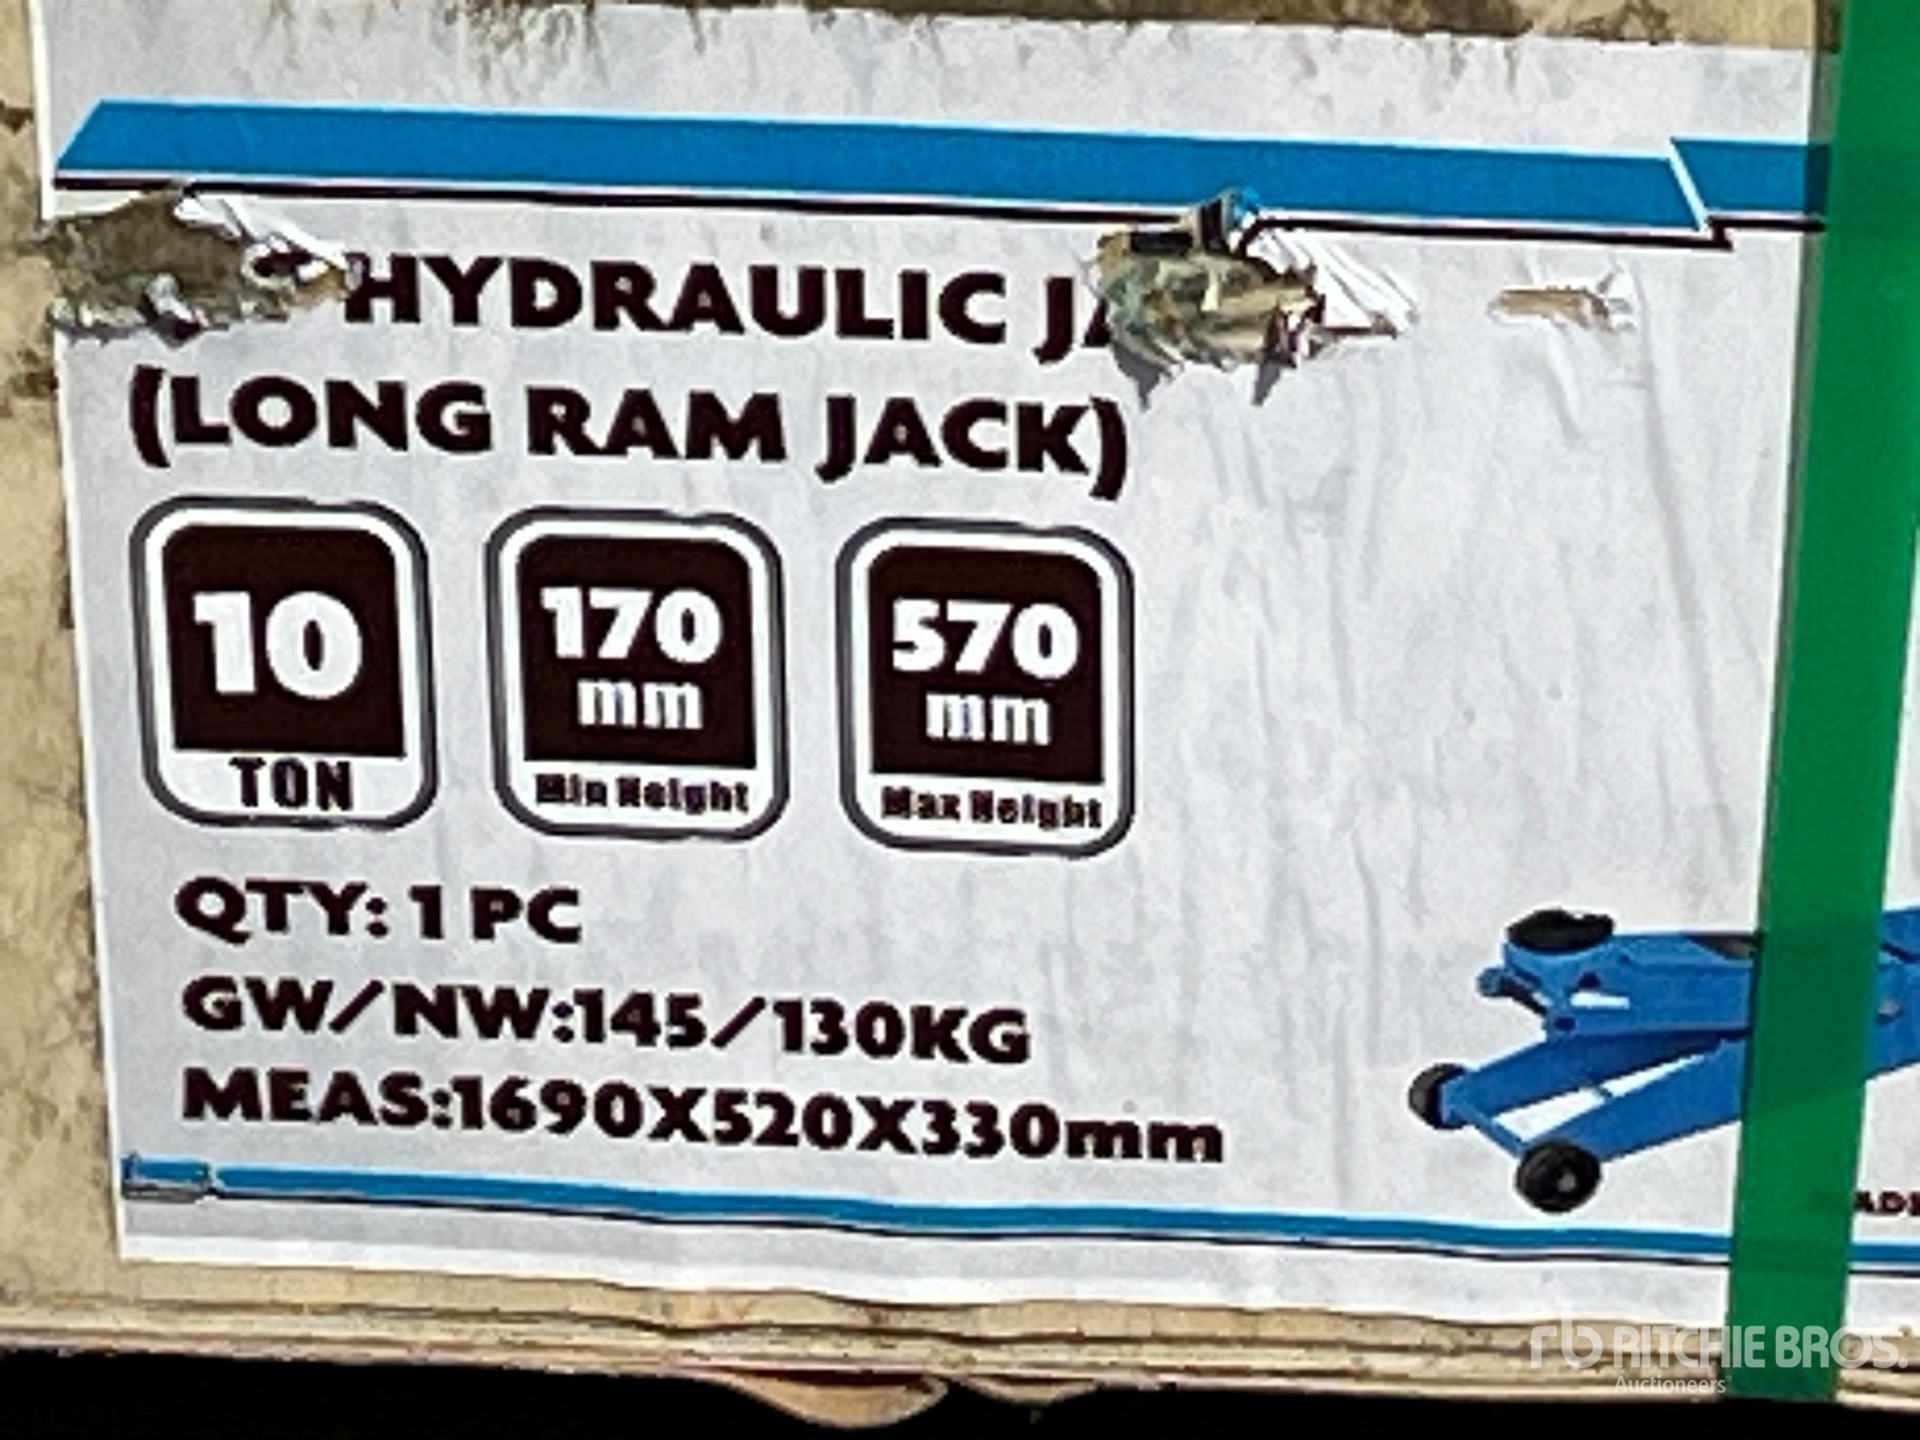 HYDRAULIC
(LONG RAM JACK)
10
TON
170
mm
Min Height
570
mm
Max Height
QTY: 1 PC
GW/NW:145/130KG
MEAS:1690X520X330mm
rb RITCHIE BROS.
Auctioneers